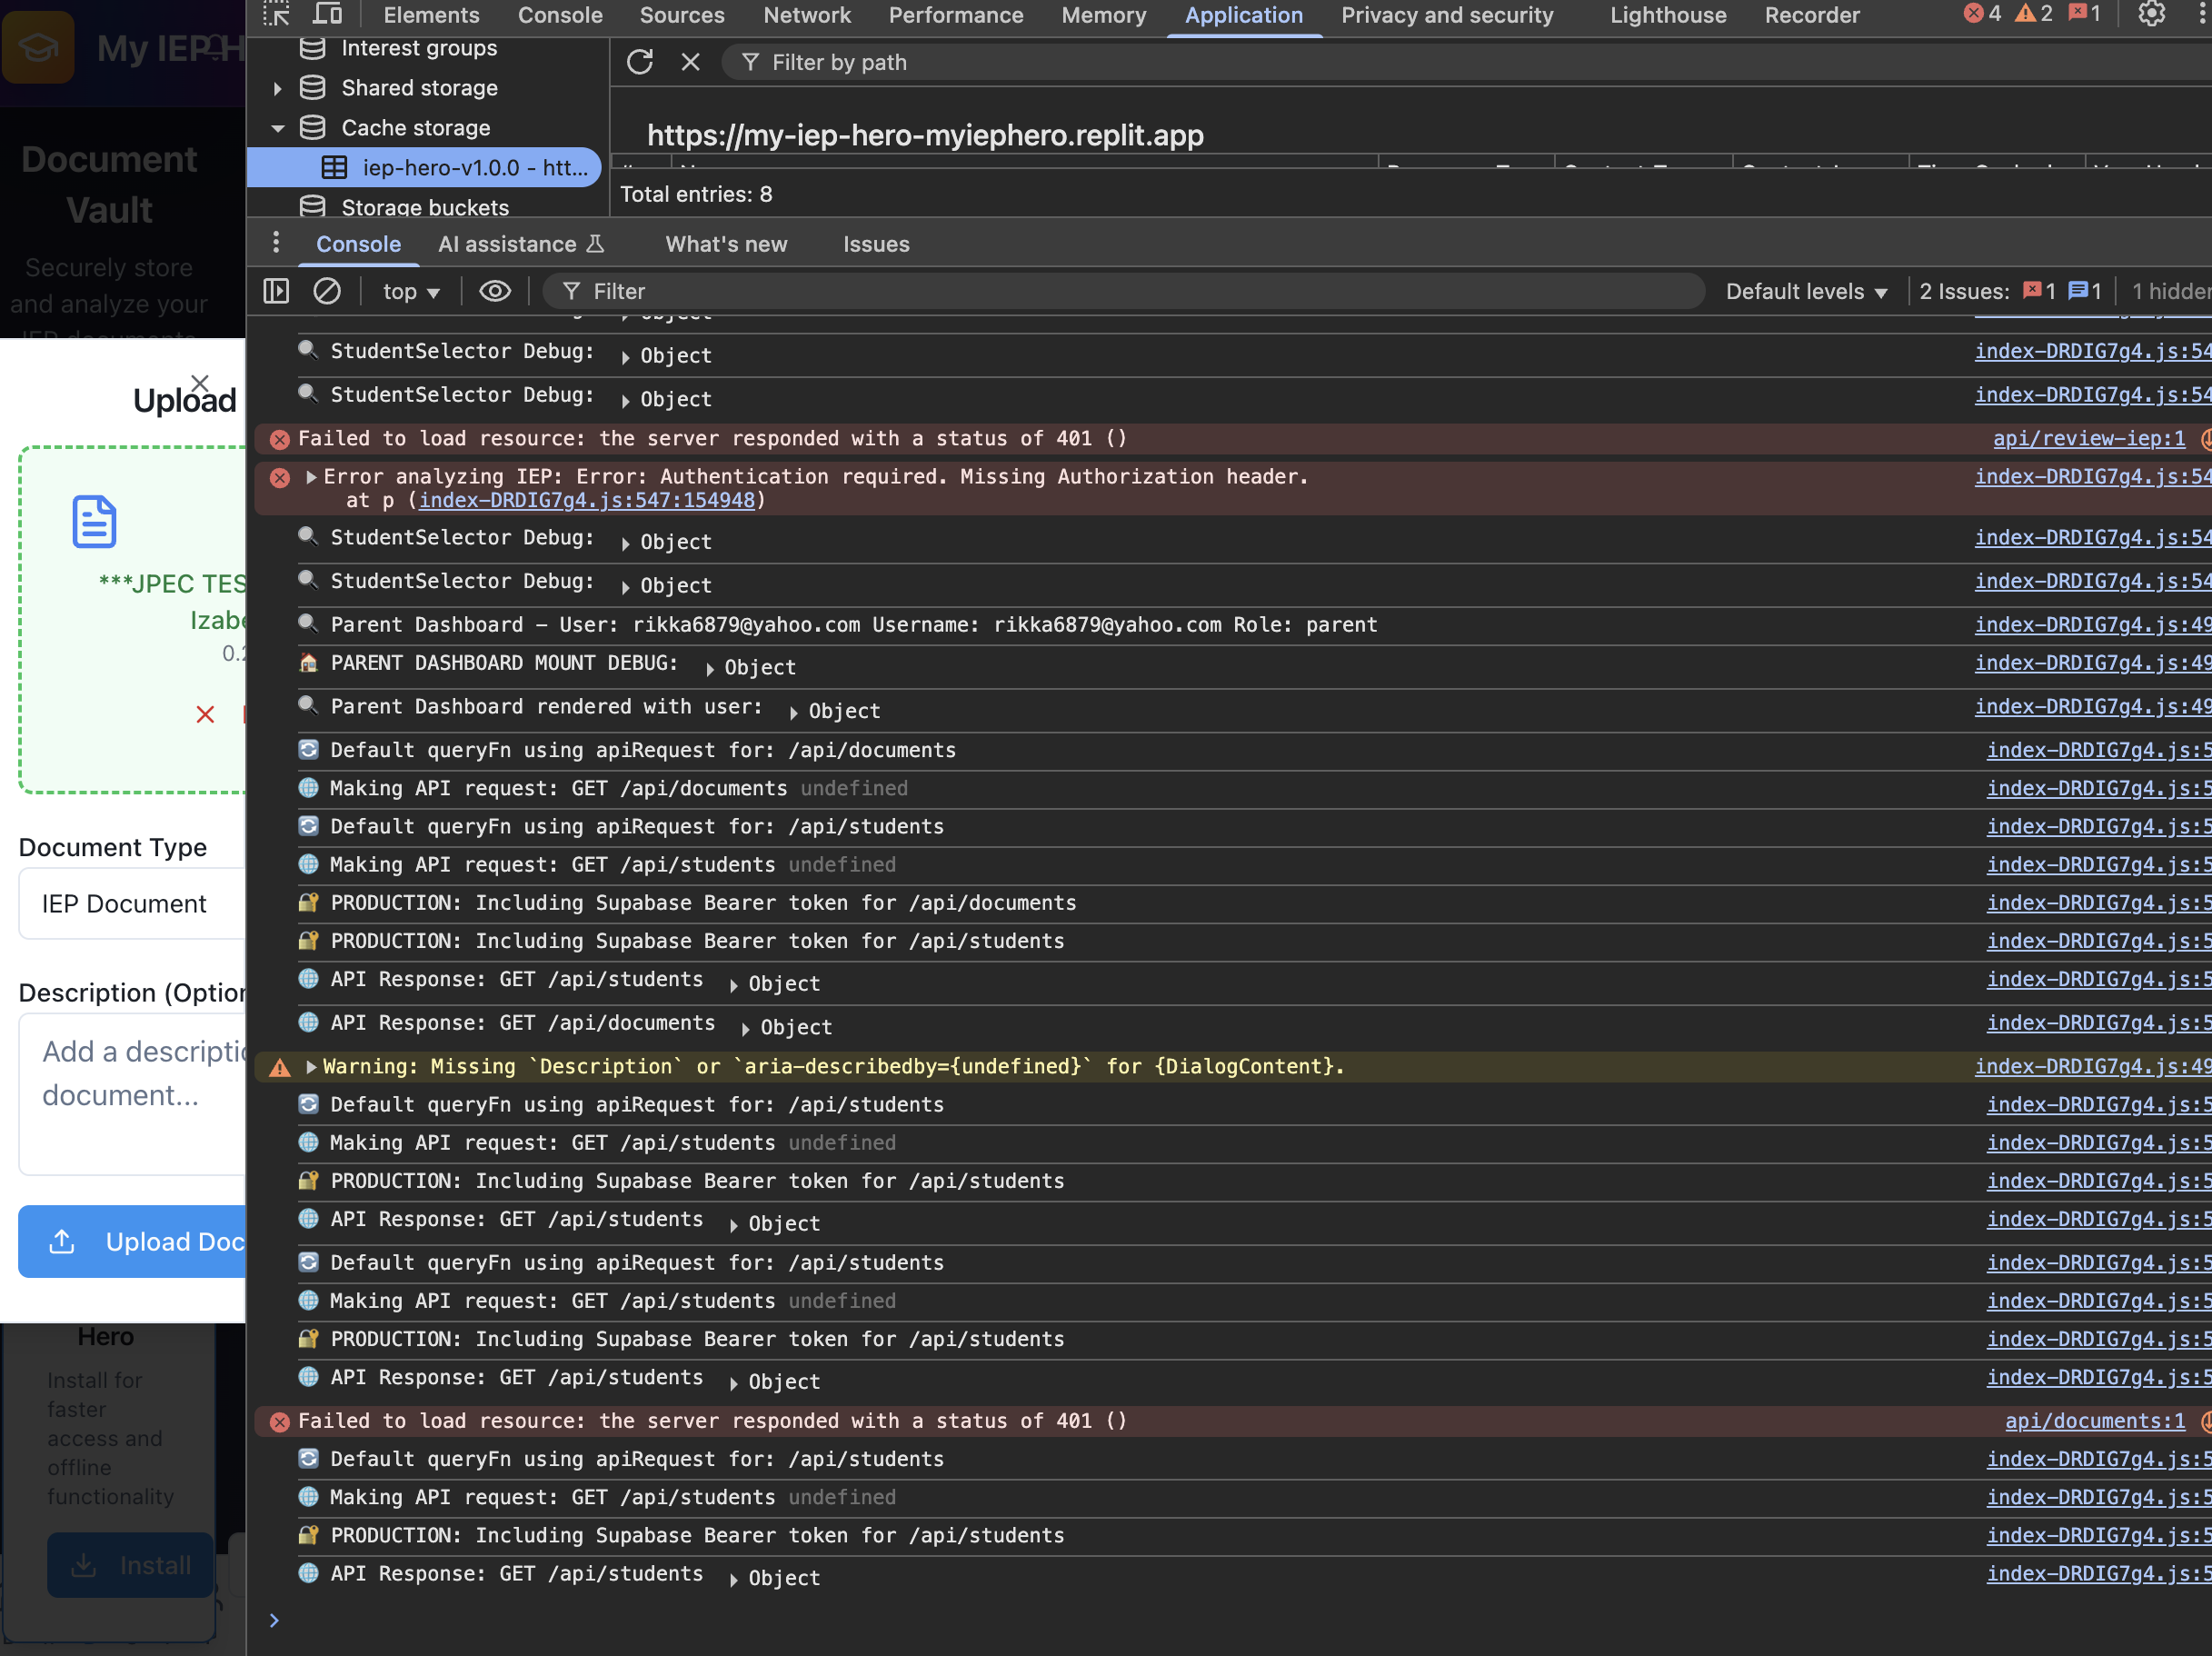 Elements Console Sources Network Performance Memory Application Privacy and security Lighthouse Recorder 4 2 1
My IEP H
Interest groups
Shared storage
Cache storage
iep-hero-v1.0.0 - htt...
Storage buckets
Filter by path
https://my-iep-hero-myiephero.replit.app
Total entries: 8
Document
Vault
Securely store
and analyze your
IEP documents
Console AI assistance What's new Issues
top Filter Default levels 2 Issues: 1 1 1 hidden
Object
StudentSelector Debug: Object index-DRDIG7g4.js:54
StudentSelector Debug: Object index-DRDIG7g4.js:54
Failed to load resource: the server responded with a status of 401 () api/review-iep:1
Error analyzing IEP: Error: Authentication required. Missing Authorization header. index-DRDIG7g4.js:54
at p (index-DRDIG7g4.js:547:154948)
StudentSelector Debug: Object index-DRDIG7g4.js:54
StudentSelector Debug: Object index-DRDIG7g4.js:54
Parent Dashboard – User: rikka6879@yahoo.com Username: rikka6879@yahoo.com Role: parent index-DRDIG7g4.js:49
PARENT DASHBOARD MOUNT DEBUG: Object index-DRDIG7g4.js:49
Parent Dashboard rendered with user: Object index-DRDIG7g4.js:49
Default queryFn using apiRequest for: /api/documents index-DRDIG7g4.js:5
Making API request: GET /api/documents undefined index-DRDIG7g4.js:5
Default queryFn using apiRequest for: /api/students index-DRDIG7g4.js:5
Making API request: GET /api/students undefined index-DRDIG7g4.js:5
PRODUCTION: Including Supabase Bearer token for /api/documents index-DRDIG7g4.js:5
PRODUCTION: Including Supabase Bearer token for /api/students index-DRDIG7g4.js:5
API Response: GET /api/students Object index-DRDIG7g4.js:5
API Response: GET /api/documents Object index-DRDIG7g4.js:5
Warning: Missing `Description` or `aria-describedby={undefined}` for {DialogContent}. index-DRDIG7g4.js:49
Default queryFn using apiRequest for: /api/students index-DRDIG7g4.js:5
Making API request: GET /api/students undefined index-DRDIG7g4.js:5
PRODUCTION: Including Supabase Bearer token for /api/students index-DRDIG7g4.js:5
API Response: GET /api/students Object index-DRDIG7g4.js:5
Default queryFn using apiRequest for: /api/students index-DRDIG7g4.js:5
Making API request: GET /api/students undefined index-DRDIG7g4.js:5
PRODUCTION: Including Supabase Bearer token for /api/students index-DRDIG7g4.js:5
API Response: GET /api/students Object index-DRDIG7g4.js:5
Failed to load resource: the server responded with a status of 401 () api/documents:1
Default queryFn using apiRequest for: /api/students index-DRDIG7g4.js:5
Making API request: GET /api/students undefined index-DRDIG7g4.js:5
PRODUCTION: Including Supabase Bearer token for /api/students index-DRDIG7g4.js:5
API Response: GET /api/students Object index-DRDIG7g4.js:5
Upload
***JPEC TES
Izabe
0.2
Document Type
IEP Document
Description (Option
Add a descriptio
document...
Upload Doc
Hero
Install for
faster
access and
offline
functionality
Install